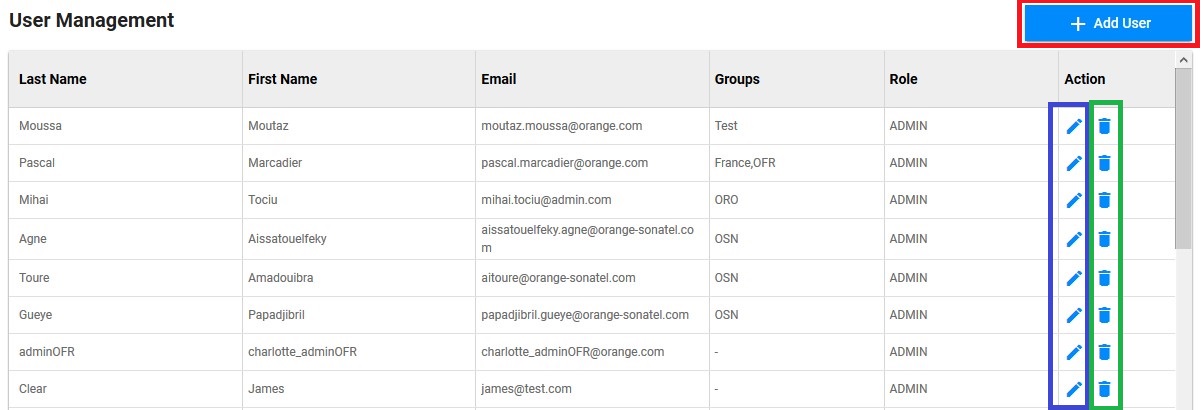 User Management
+ Add User
Last Name First Name Email Groups Role Action
Moussa Moutaz moutaz.moussa@orange.com Test ADMIN
Pascal Marcadier pascal.marcadier@orange.com France,OFR ADMIN
Mihai Tociu mihai.tociu@admin.com ORO ADMIN
Agne Aissatouelfeky aissatouelfeky.agne@orange-sonatel.co OSN ADMIN
m
Toure Amadouibra aitoure@orange-sonatel.com OSN ADMIN
Gueye Papadjibril papadjibril.gueye@orange-sonatel.com OSN ADMIN
adminOFR charlotte_adminOFR charlotte_adminOFR@orange.com - ADMIN
Clear James james@test.com - ADMIN